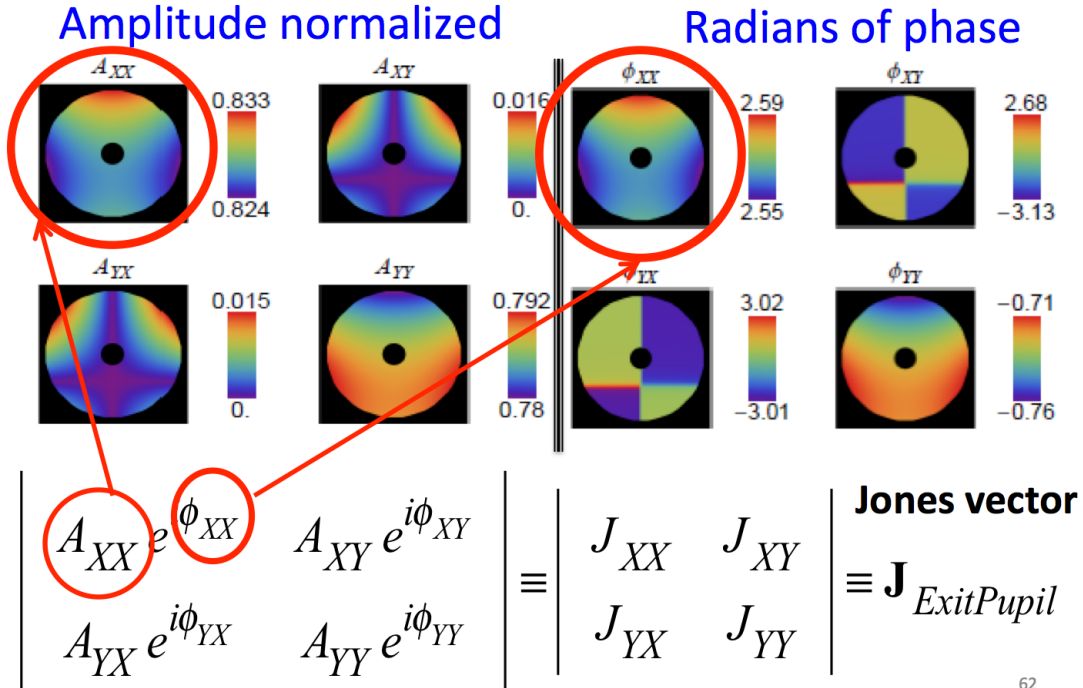 Amplitude normalized
Radians of phase
A_XX
0.833
0.824
A_XY
0.016
0.
ϕ_XX
2.59
2.55
ϕ_XY
2.68
−3.13
A_YX
0.015
0.
A_YY
0.792
0.78
ϕ_YX
3.02
−3.01
ϕ_YY
−0.71
−0.76
| A_XX e^{iϕ_XX} A_XY e^{iϕ_XY} | ≡ | J_XX J_XY |
| A_YX e^{iϕ_YX} A_YY e^{iϕ_YY} | | J_YX J_YY |
Jones vector
≡ J_ExitPupil
62